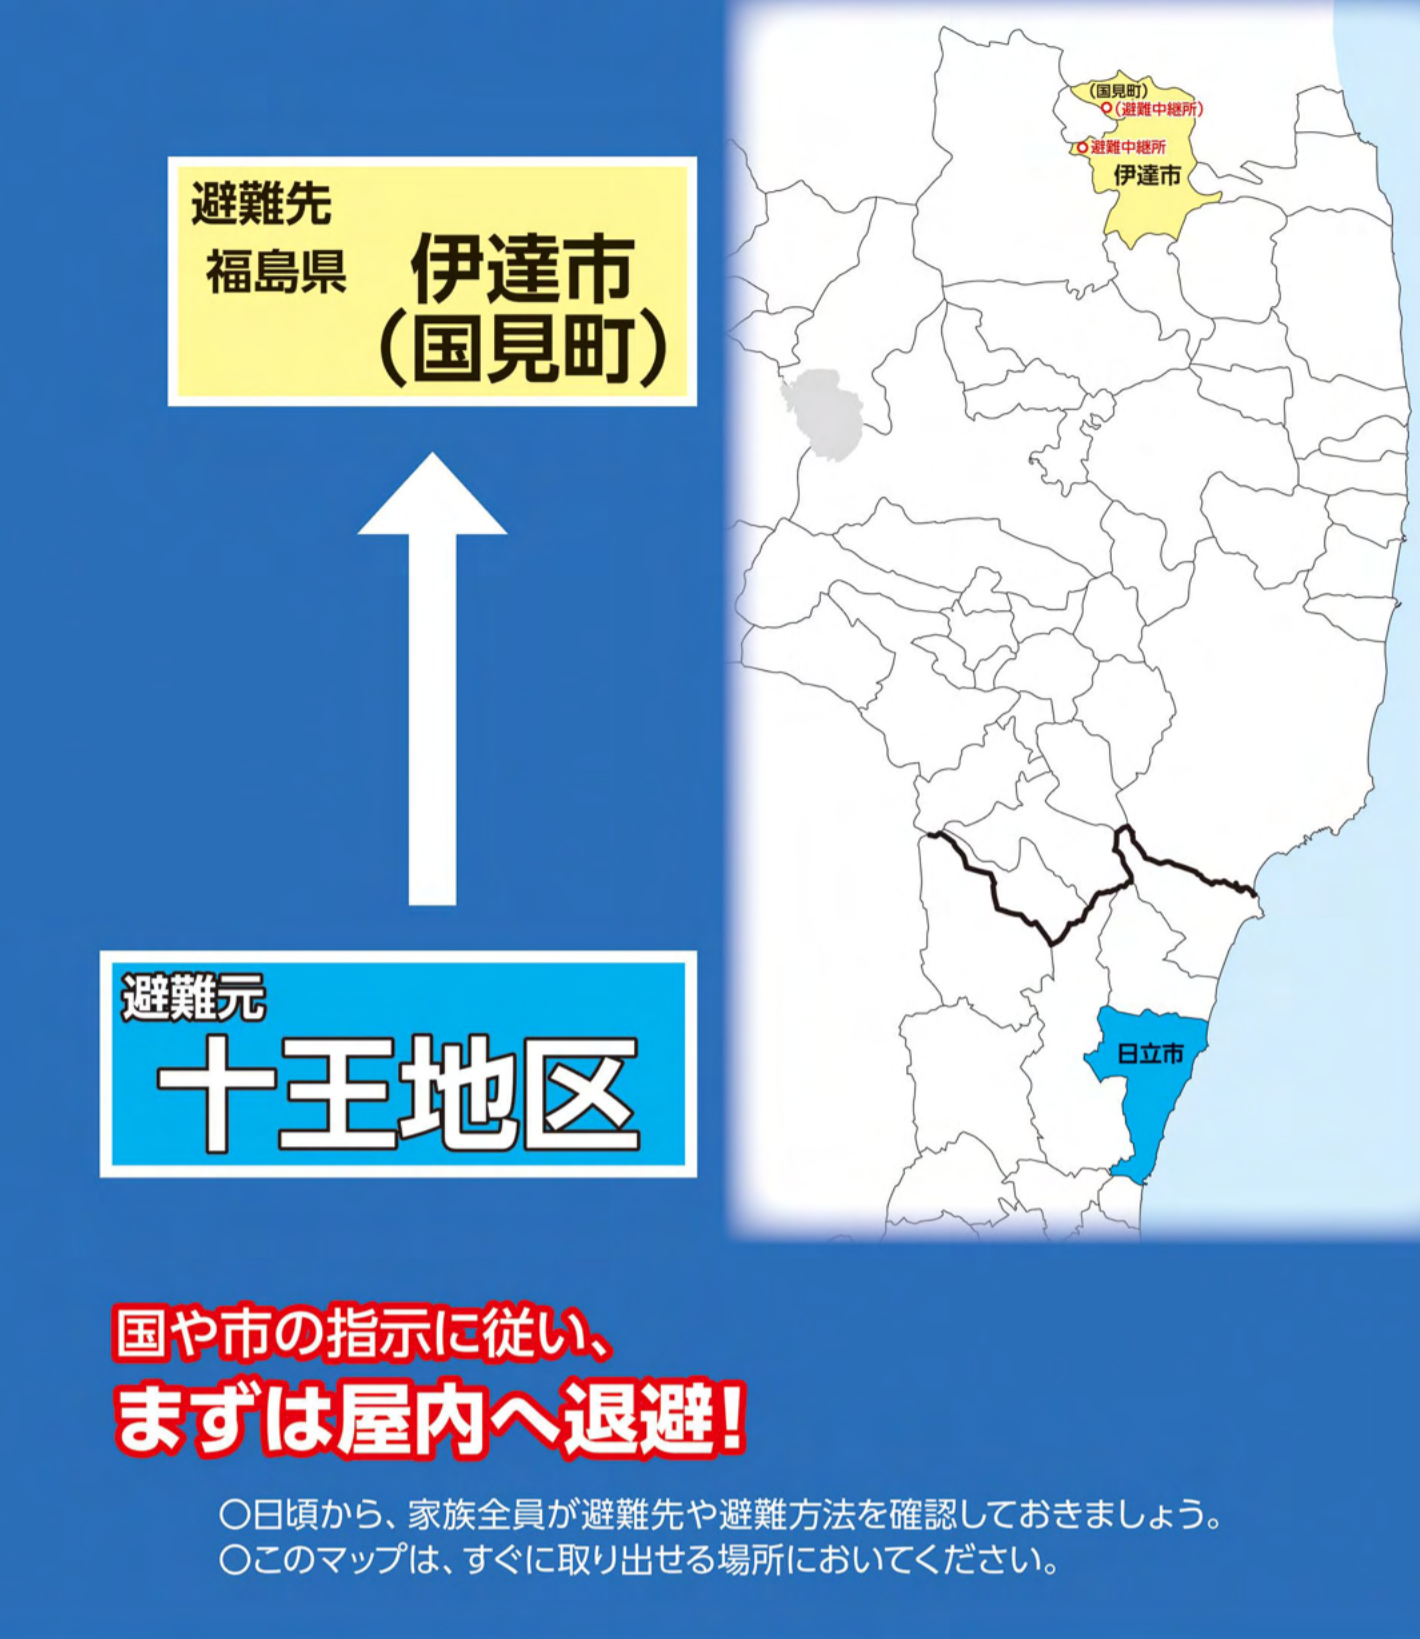 避難先
福島県 伊達市
（国見町）
避難元
十王地区
（国見町）
（避難中継所）
避難中継所
伊達市
日立市
国や市の指示に従い、
まずは屋内へ退避！
〇日頃から、家族全員が避難先や避難方法を確認しておきましょう。
〇このマップは、すぐに取り出せる場所においてください。